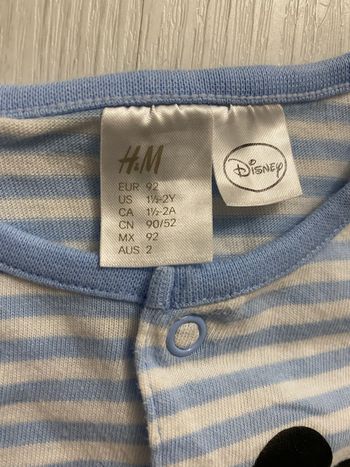 H&M
EUR 92
US 1½-2Y
CA 1½-2A
CN 90/52
MX 92
AUS 2
Disney